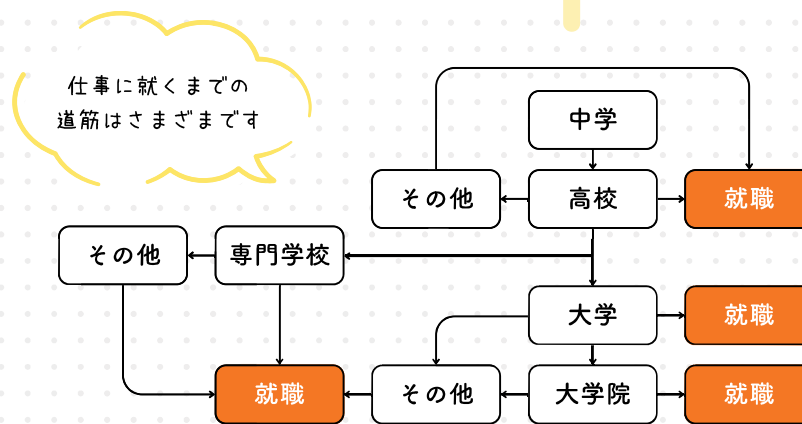 仕事に就くまでの
道筋はさまざまです
中学
その他
高校
就職
その他
専門学校
大学
就職
就職
その他
大学院
就職